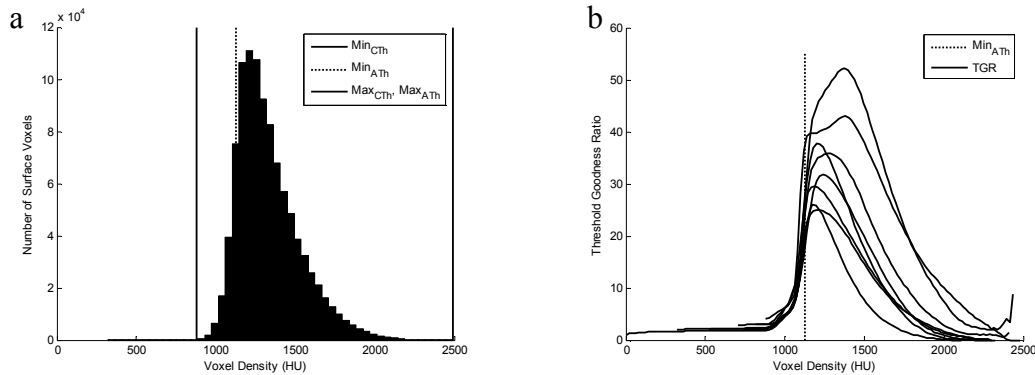 a
x 10⁴
12
10
8
6
4
2
0
Number of Surface Voxels
0 500 1000 1500 2000 2500
Voxel Density (HU)
Min_CTh
Min_ATh
Max_CTh, Max_ATh
b
60
50
40
30
20
10
0
Threshold Goodness Ratio
0 500 1000 1500 2000 2500
Voxel Density (HU)
Min_ATh
TGR